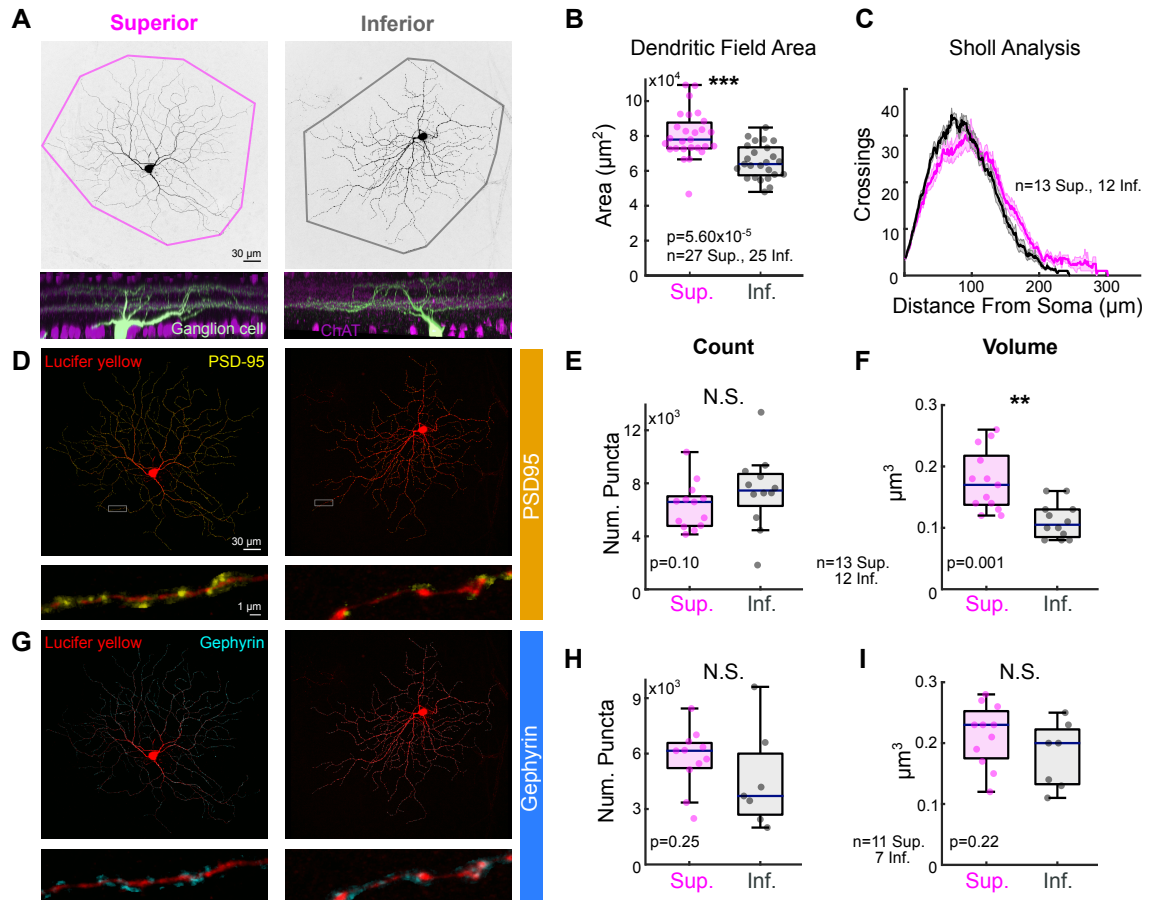 A
Superior
Inferior
30 µm
Ganglion cell
ChAT
B
Dendritic Field Area
x10⁴
***
10
8
6
4
2
0
Area (µm²)
p=5.60x10⁻⁵
n=27 Sup., 25 Inf.
Sup.
Inf.
C
Sholl Analysis
Crossings
40
30
20
10
0
n=13 Sup., 12 Inf.
0
100
200
300
Distance From Soma (µm)
D
Lucifer yellow
PSD-95
30 µm
1 µm
PSD95
E
Count
N.S.
x10³
12
8
4
0
Num. Puncta
p=0.10
Sup.
Inf.
n=13 Sup.
12 Inf.
F
Volume
**
0.3
0.2
0.1
0
µm³
p=0.001
Sup.
Inf.
G
Lucifer yellow
Gephyrin
Gephyrin
H
N.S.
x10³
9
6
3
0
Num. Puncta
p=0.25
Sup.
Inf.
n=11 Sup.
7 Inf.
I
N.S.
0.3
0.2
0.1
0
µm³
p=0.22
Sup.
Inf.